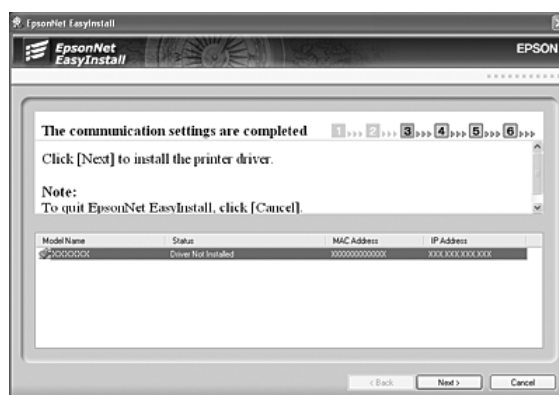 EpsonNet EasyInstall
EpsonNet
EasyInstall
EPSON
The communication settings are completed
1 2 3 4 5 6
Click [Next] to install the printer driver.
Note:
To quit EpsonNet EasyInstall, click [Cancel].
Model Name Status MAC Address IP Address
XXXXXXX Driver Not Installed XXXXXXXXXXXX XXX.XXX.XXX.XXX
< Back Next > Cancel